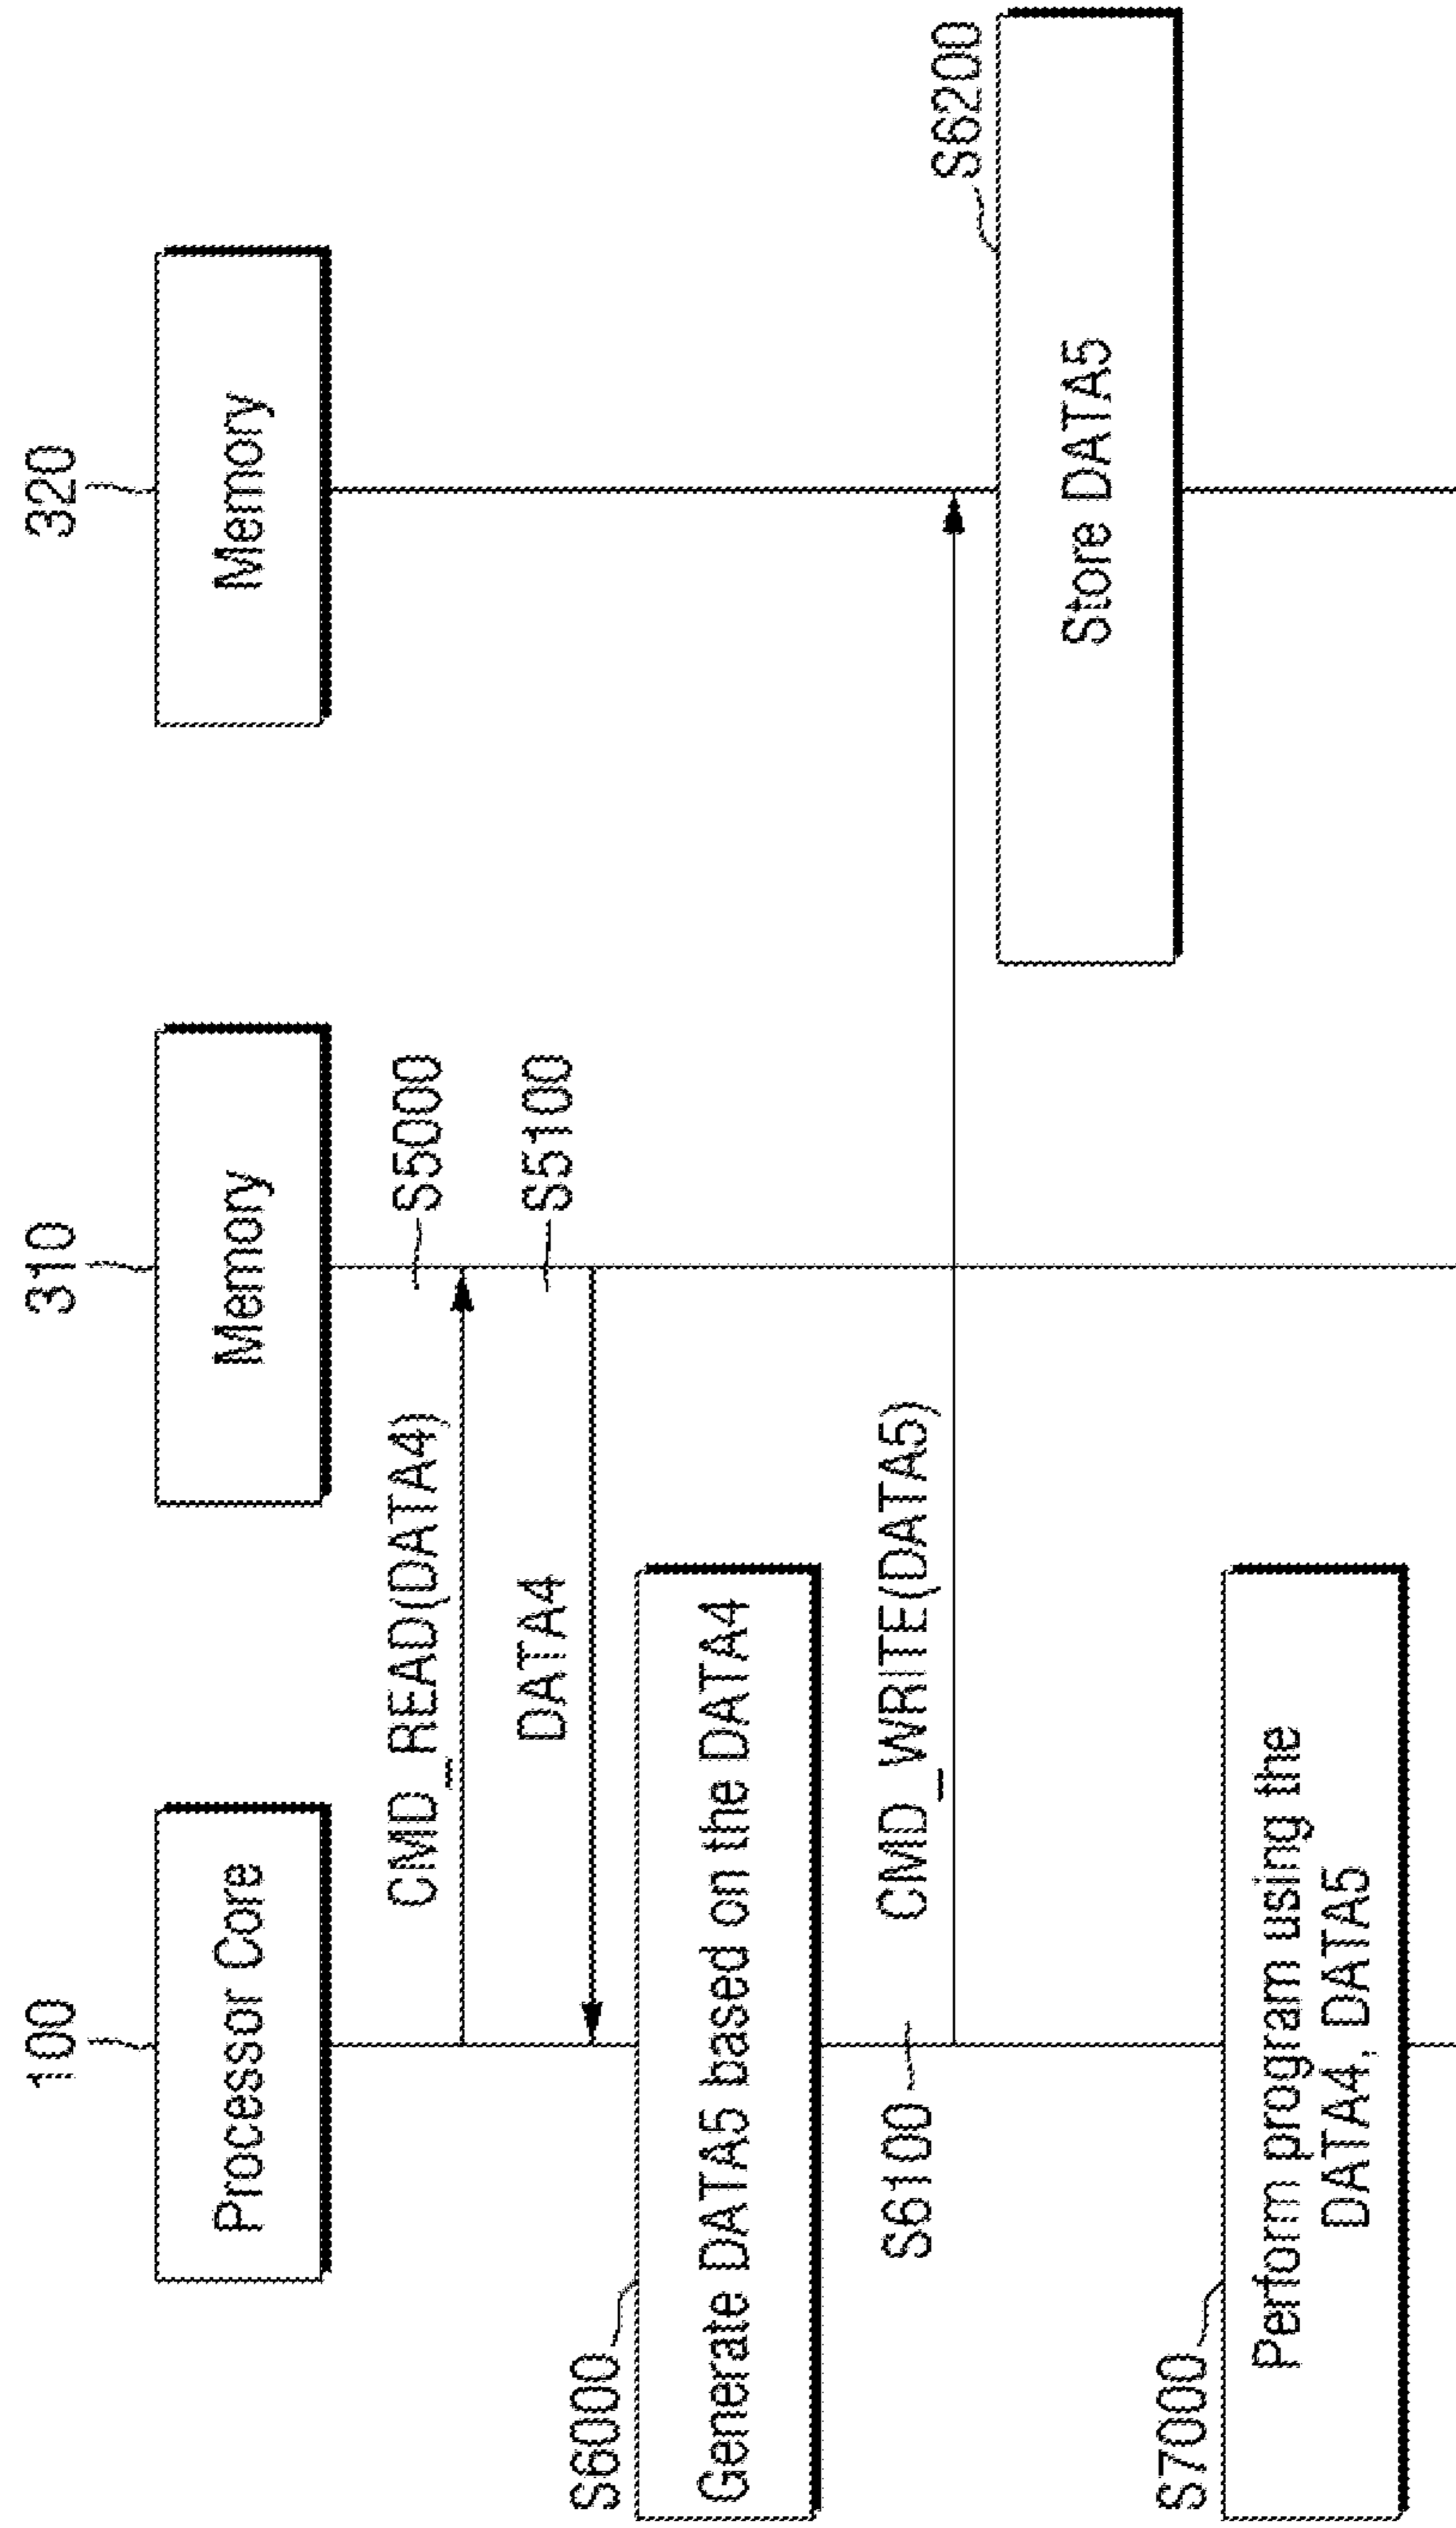 100
310
320
Processor Core
Memory
Memory
CMD_READ(DATA4)
S5000
DATA4
S5100
S6000
Generate DATA5 based on the DATA4
S6100
CMD_WRITE(DATA5)
S6200
Store DATA5
S7000
Perform program using the
DATA4, DATA5